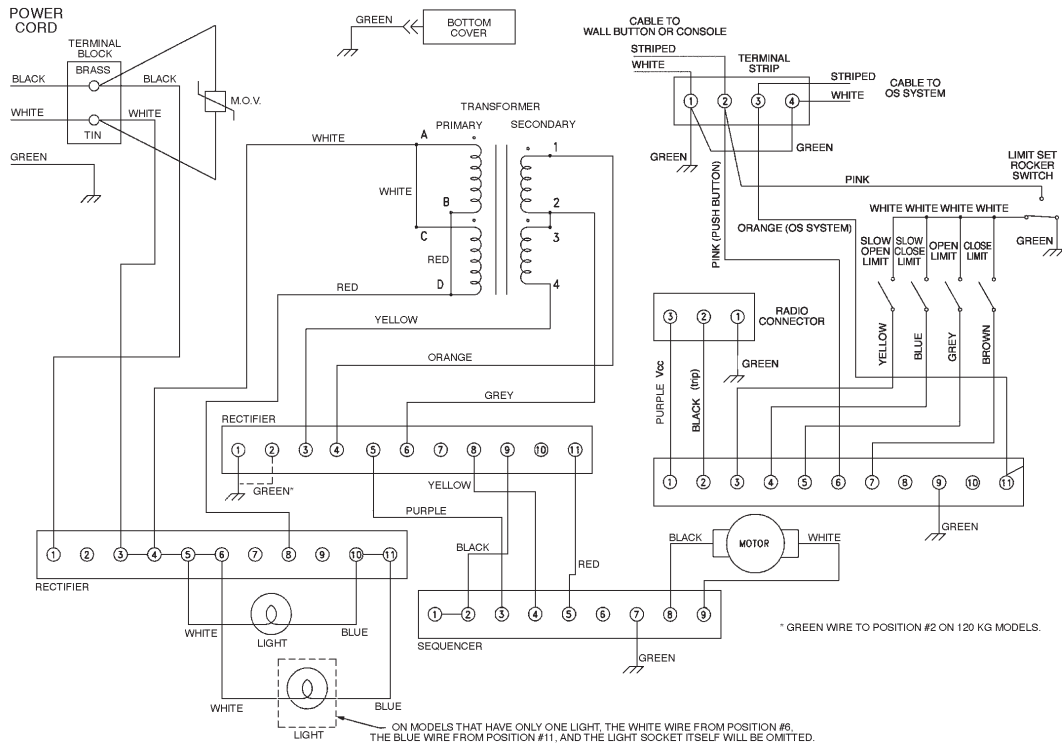 POWER
CORD
TERMINAL
BLOCK
BRASS
BLACK
BLACK
WHITE
WHITE
TIN
GREEN
M.O.V.
GREEN
BOTTOM
COVER
CABLE TO
WALL BUTTON OR CONSOLE
STRIPED
WHITE
TERMINAL
STRIP
STRIPED
WHITE
CABLE TO
OS SYSTEM
1 2 3 4
GREEN
GREEN
TRANSFORMER
PRIMARY
SECONDARY
WHITE
A
WHITE
B
C
RED
D
RED
1
2
3
4
YELLOW
ORANGE
GREY
PINK
LIMIT SET
ROCKER
SWITCH
PINK (PUSH BUTTON)
ORANGE (OS SYSTEM)
WHITE WHITE WHITE WHITE
GREEN
SLOW
OPEN
LIMIT
SLOW
CLOSE
LIMIT
OPEN
LIMIT
CLOSE
LIMIT
YELLOW
BLUE
GREY
BROWN
3 2 1
RADIO
CONNECTOR
GREEN
PURPLE Vcc
BLACK (trip)
RECTIFIER
1 2 3 4 5 6 7 8 9 10 11
GREEN*
YELLOW
PURPLE
BLACK
RED
1 2 3 4 5 6 7 8 9 10 11
GREEN
1 2 3 4 5 6 7 8 9 10 11
RECTIFIER
WHITE
BLUE
LIGHT
WHITE
BLUE
LIGHT
BLACK
MOTOR
WHITE
1 2 3 4 5 6 7 8 9
SEQUENCER
GREEN
* GREEN WIRE TO POSITION #2 ON 120 KG MODELS.
ON MODELS THAT HAVE ONLY ONE LIGHT, THE WHITE WIRE FROM POSITION #6,
THE BLUE WIRE FROM POSITION #11, AND THE LIGHT SOCKET ITSELF WILL BE OMITTED.